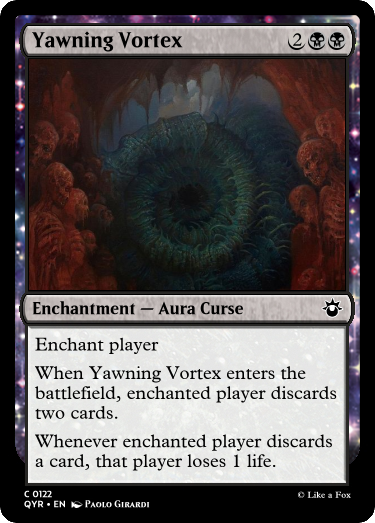 Yawning Vortex 2
Enchantment — Aura Curse
Enchant player
When Yawning Vortex enters the
battlefield, enchanted player discards
two cards.
Whenever enchanted player discards
a card, that player loses 1 life.
C 0122
QYR • EN Paolo Girardi
© Like a Fox